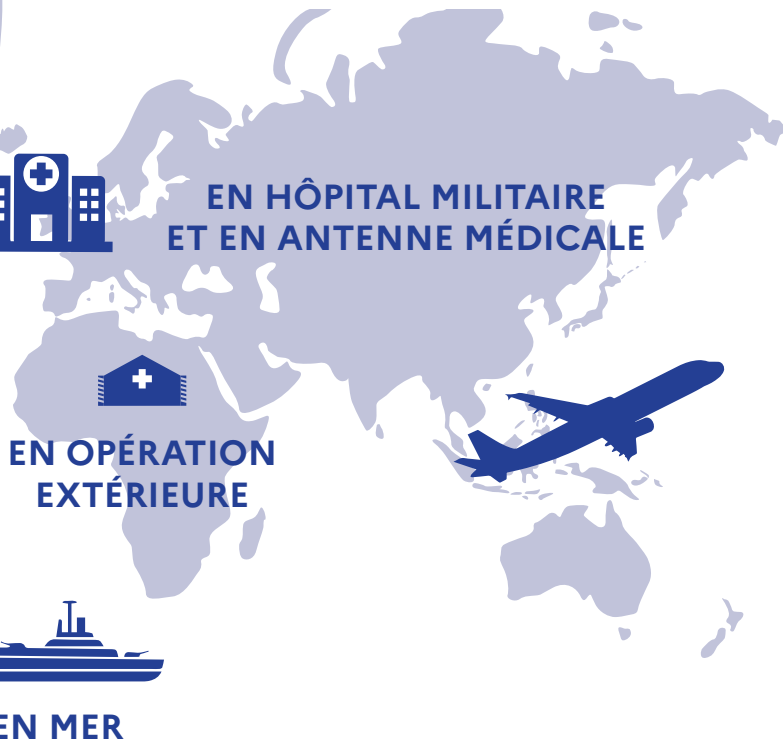 EN HÔPITAL MILITAIRE
ET EN ANTENNE MÉDICALE
EN OPÉRATION
EXTÉRIEURE
EN MER